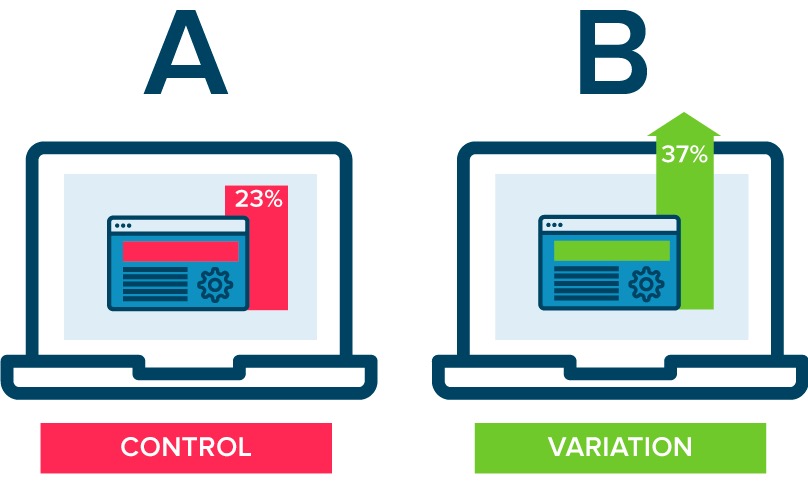 A
B
23%
37%
CONTROL
VARIATION